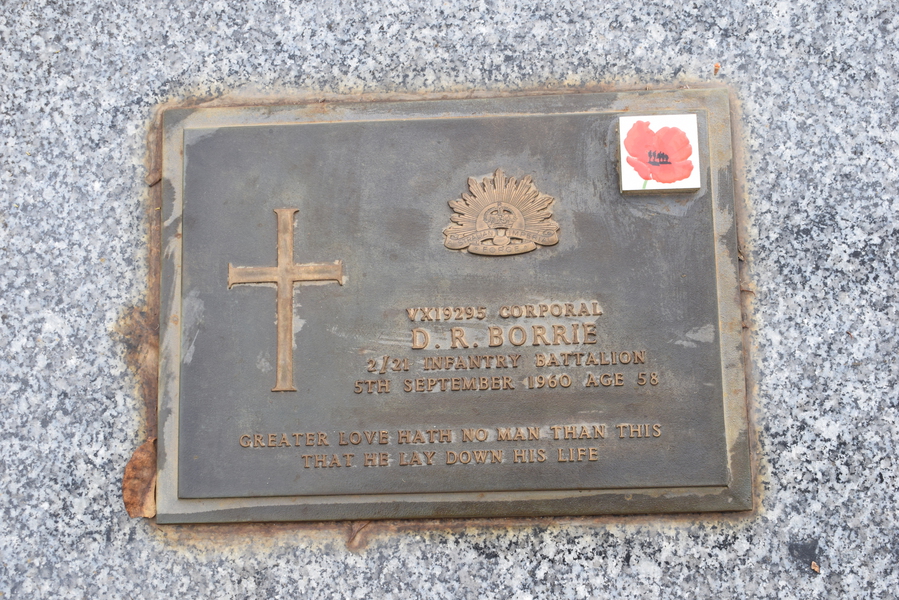 VX19295 CORPORAL
D. R. BORRIE
2/21 INFANTRY BATTALION
5TH SEPTEMBER 1960 AGE 58
GREATER LOVE HATH NO MAN THAN THIS
THAT HE LAY DOWN HIS LIFE